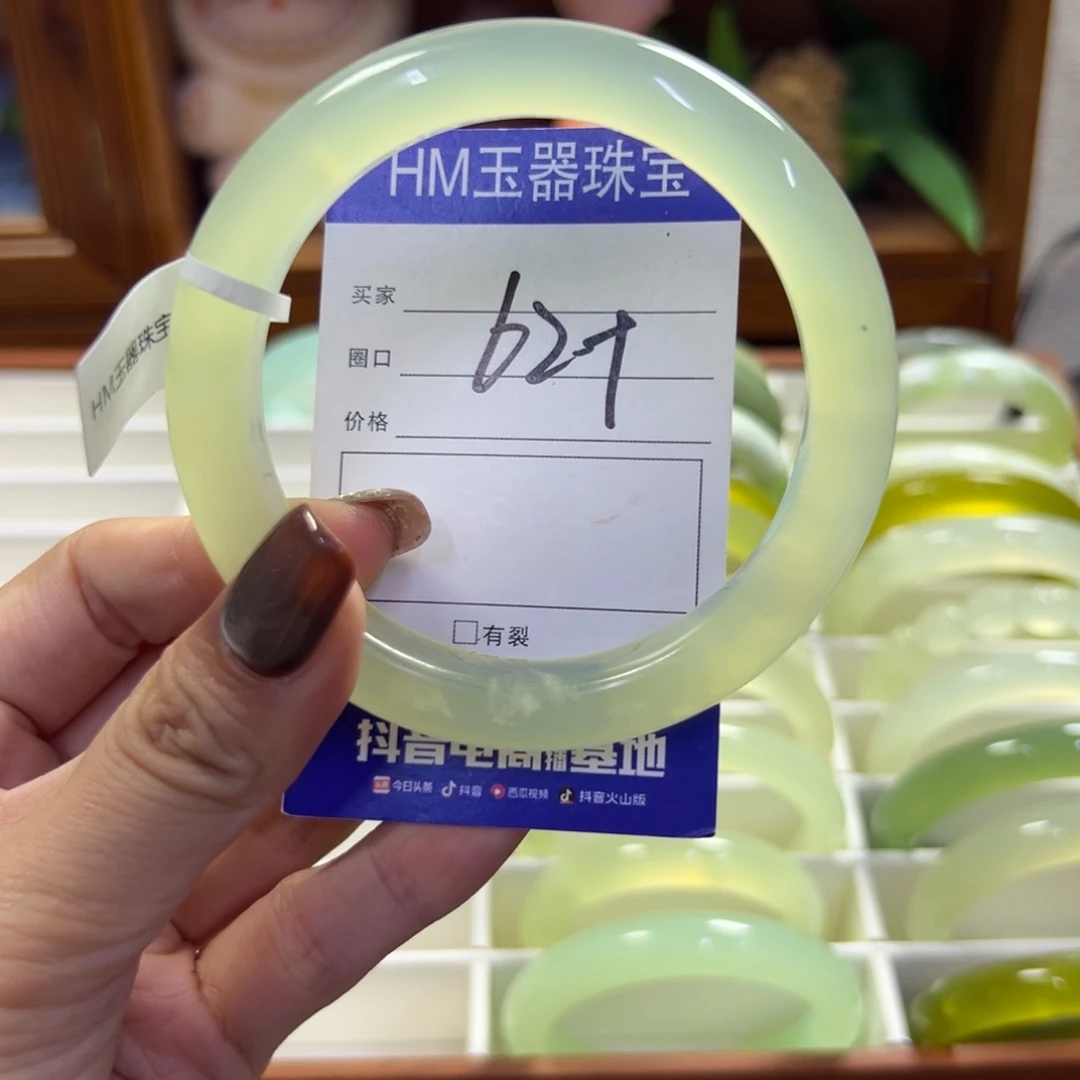 HM玉器珠宝
HM玉器珠宝
买家
圈口
价格
有裂
抖音电商直播基地
今日头条 抖音 西瓜视频 抖音火山版